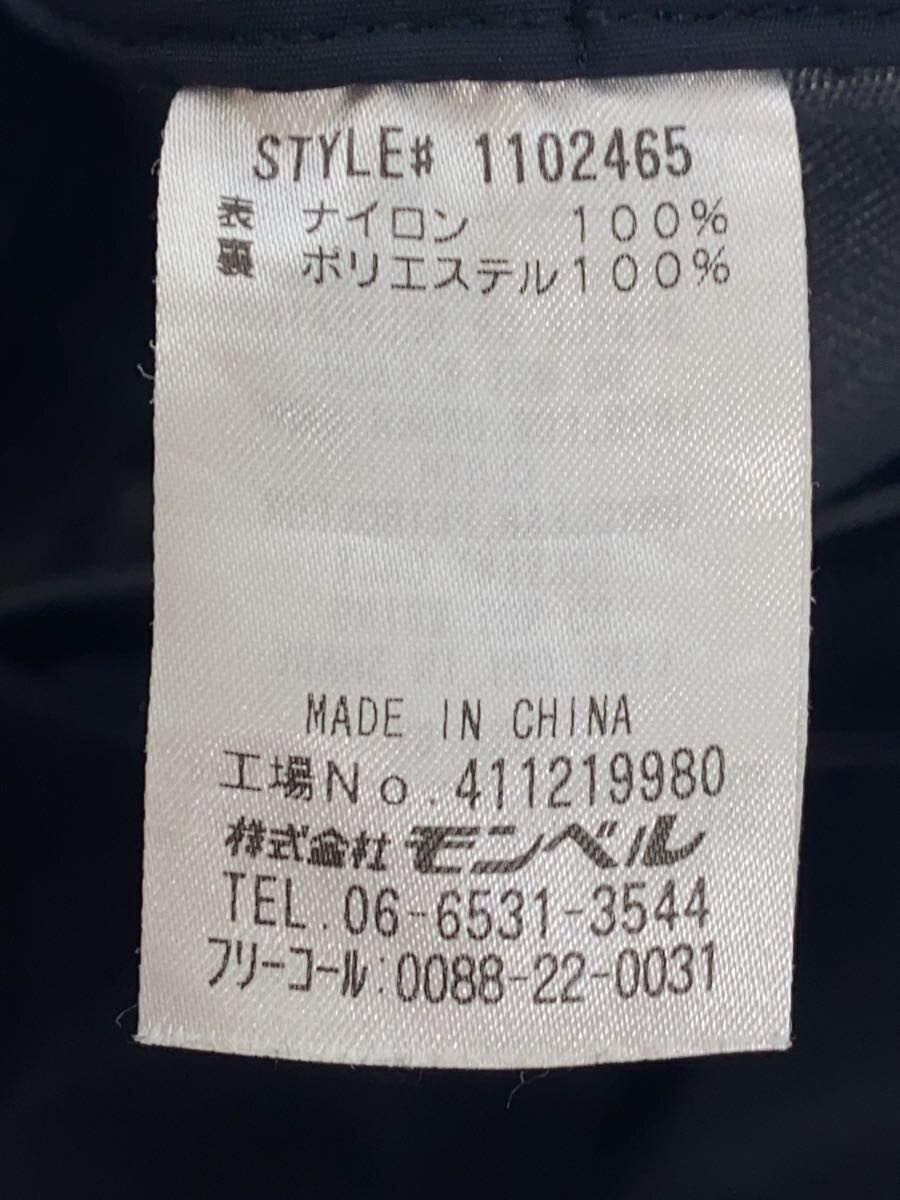 STYLE# 1102465
表 ナイロン 100%
裏 ポリエステル100%
MADE IN CHINA
工場No.411219980
株式会社モンベル
TEL.06-6531-3544
フリーコール:0088-22-0031